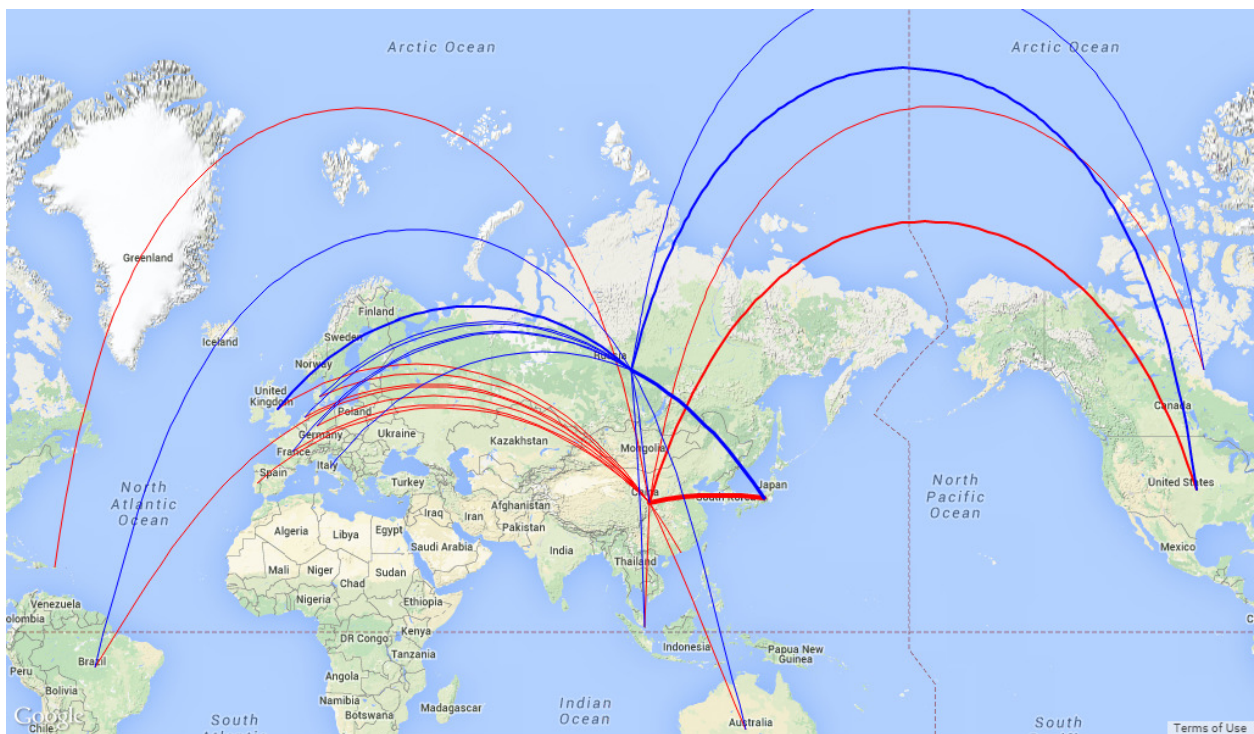 Arctic Ocean
Arctic Ocean
Greenland
Finland
Iceland
Sweden
Norway
Russia
United
Kingdom
Canada
Poland
Germany
Ukraine
Kazakhstan
Mongolia
France
Italy
Spain
Turkey
China
South Korea
Japan
United States
North
Atlantic
Ocean
North
Pacific
Ocean
Afghanistan
Iraq
Iran
Pakistan
Algeria
Libya
Egypt
Saudi Arabia
India
Thailand
Mexico
Mali
Niger
Chad
Sudan
Nigeria
Ethiopia
Venezuela
olombia
DR Congo
Kenya
Tanzania
Indonesia
Papua New
Guinea
Brazil
Peru
Bolivia
Angola
Namibia
Botswana
Madagascar
Indian
Ocean
Australia
Chile
South
South
Google
Terms of Use